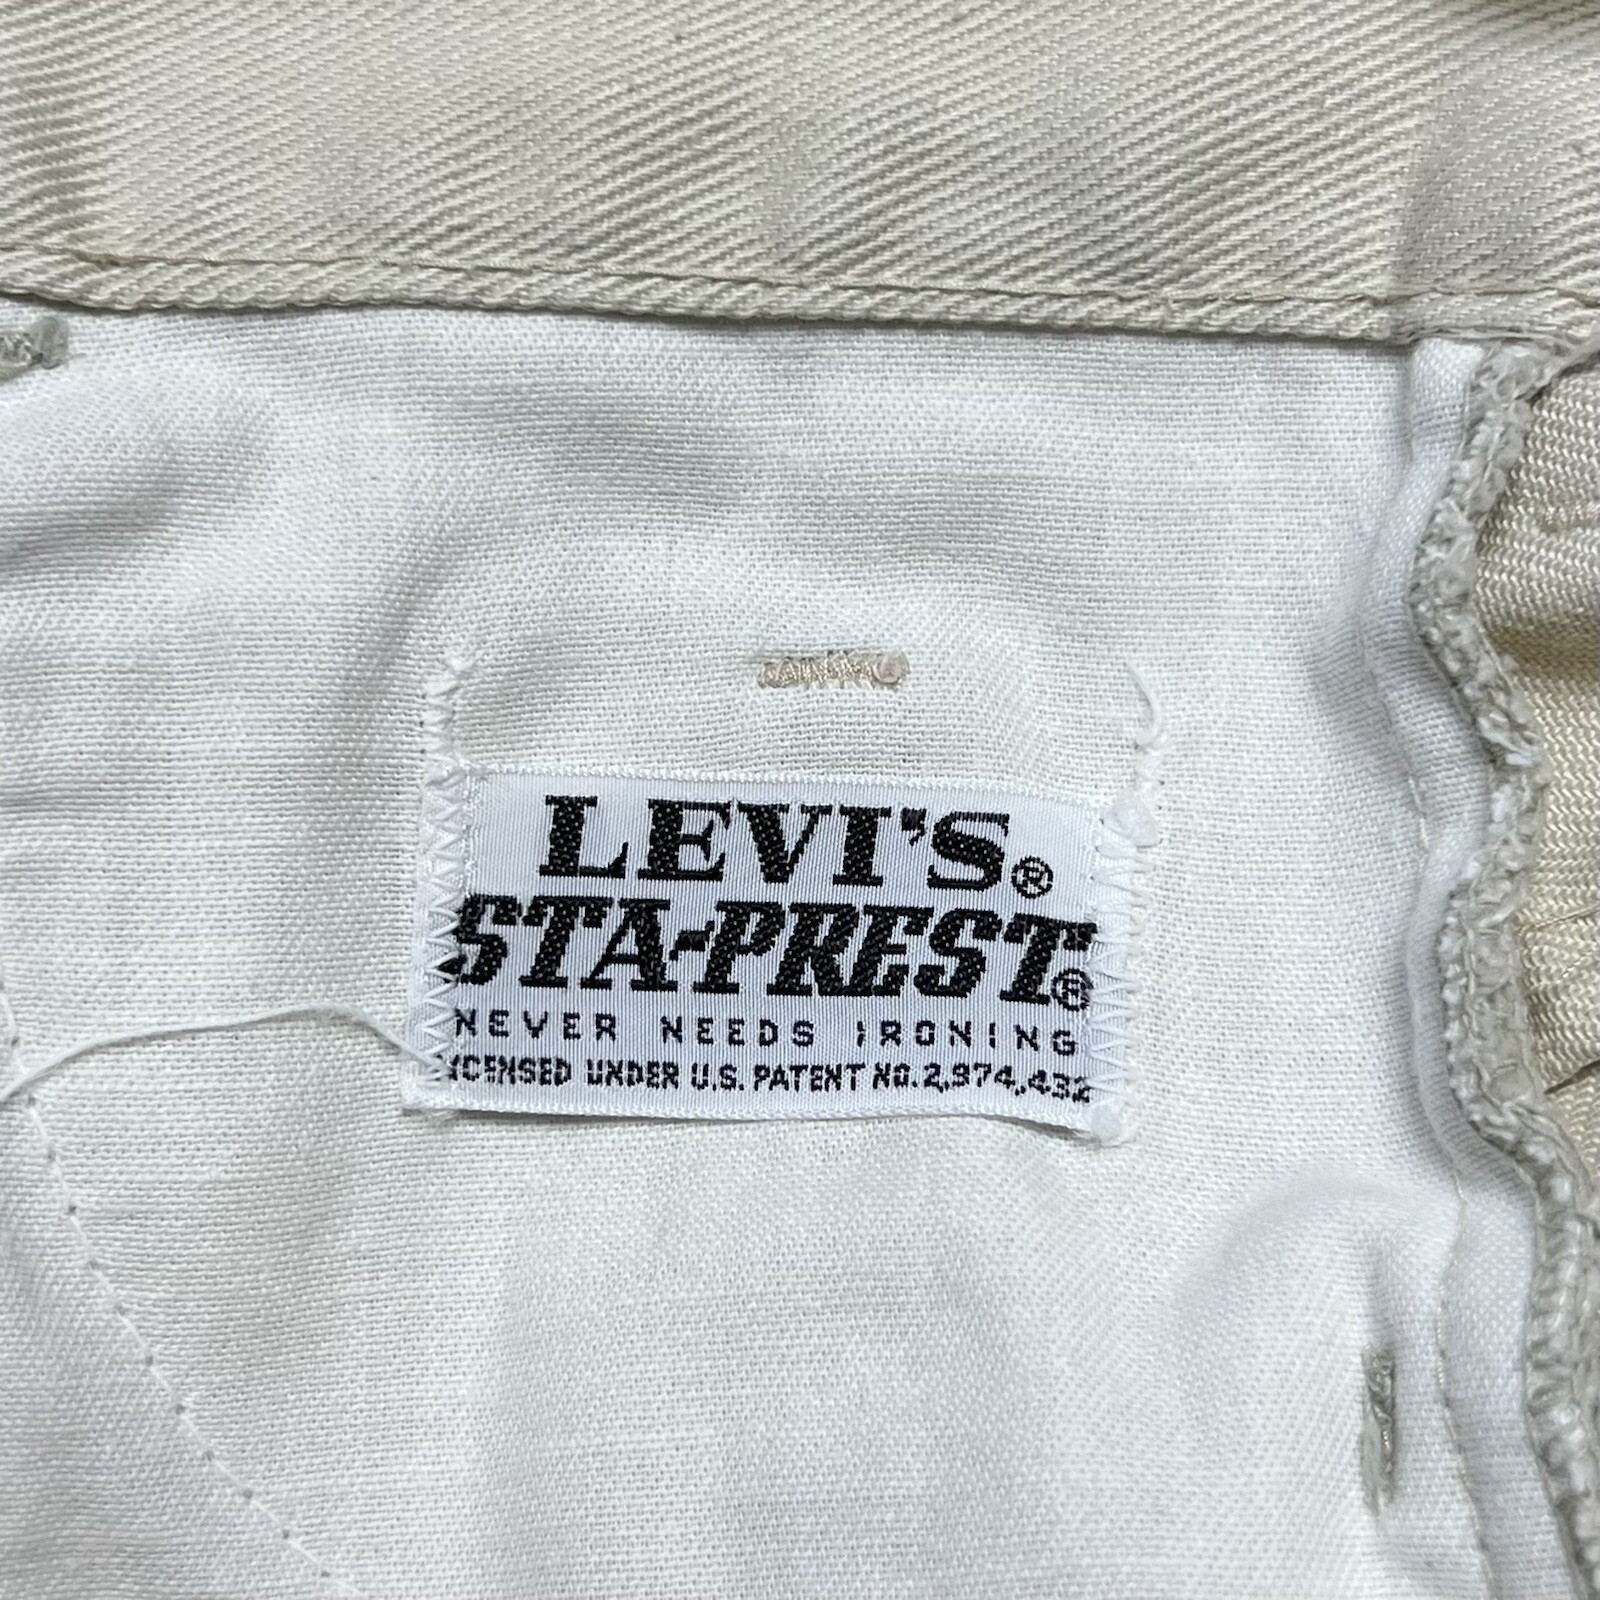 LEVI'S®
STA-PREST®
NEVER NEEDS IRONING
LICENSED UNDER U.S. PATENT NO. 2,974,432